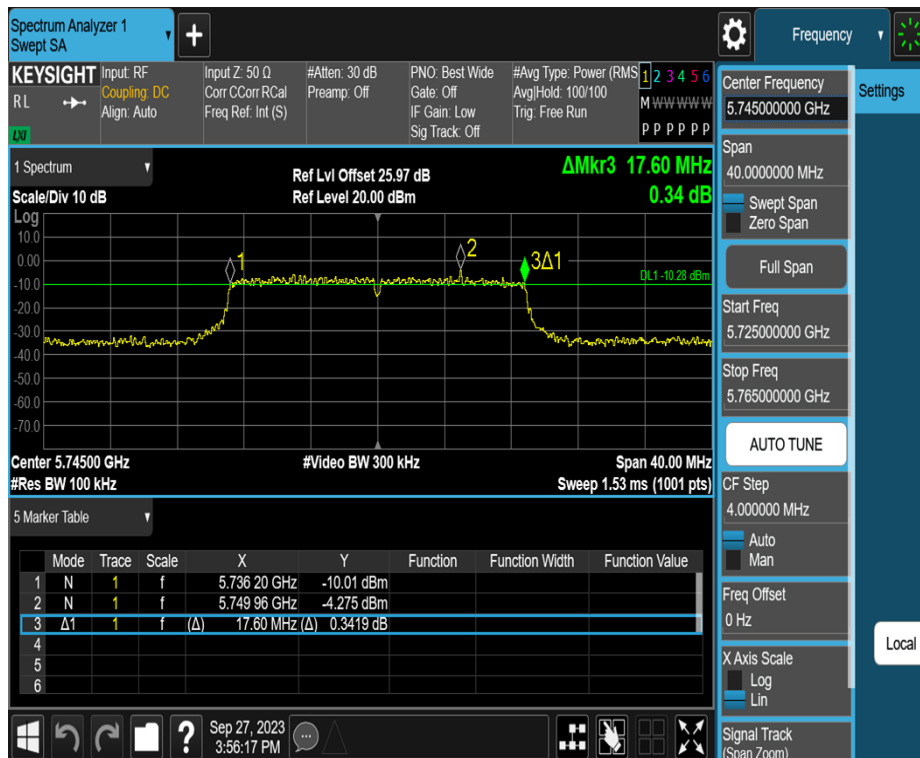 Spectrum Analyzer 1
Swept SA
+
Frequency
KEYSIGHT
RL
LXI
Input: RF
Coupling: DC
Align: Auto
Input Z: 50 Ω
Corr CCorr RCal
Freq Ref: Int (S)
#Atten: 30 dB
Preamp: Off
PNO: Best Wide
Gate: Off
IF Gain: Low
Sig Track: Off
#Avg Type: Power (RMS
Avg|Hold: 100/100
Trig: Free Run
1 2 3 4 5 6
M W W W W W
P P P P P P
1 Spectrum
Scale/Div 10 dB
Log
Ref Lvl Offset 25.97 dB
Ref Level 20.00 dBm
ΔMkr3 17.60 MHz
0.34 dB
10.0
0.00
-10.0
-20.0
-30.0
-40.0
-50.0
-60.0
-70.0
1
2
3Δ1
DL1 -10.28 dBm
Center 5.74500 GHz
#Res BW 100 kHz
#Video BW 300 kHz
Span 40.00 MHz
Sweep 1.53 ms (1001 pts)
5 Marker Table
Mode Trace Scale X Y Function Function Width Function Value
1 N 1 f 5.736 20 GHz -10.01 dBm
2 N 1 f 5.749 96 GHz -4.275 dBm
3 Δ1 1 f (Δ) 17.60 MHz (Δ) 0.3419 dB
4
5
6
?
Sep 27, 2023
3:56:17 PM
Center Frequency
5.745000000 GHz
Span
40.0000000 MHz
Swept Span
Zero Span
Full Span
Start Freq
5.725000000 GHz
Stop Freq
5.765000000 GHz
AUTO TUNE
CF Step
4.000000 MHz
Auto
Man
Freq Offset
0 Hz
X Axis Scale
Log
Lin
Signal Track
(Span Zoom)
Settings
Local